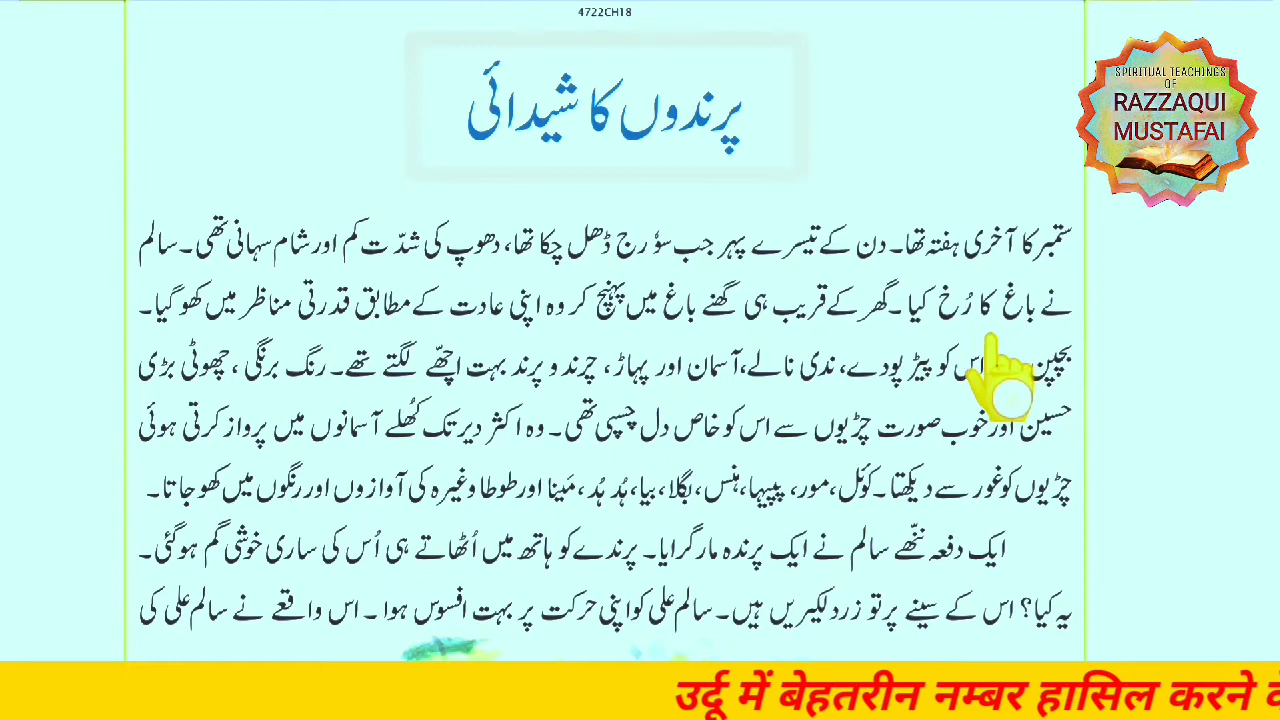 4722CH18
پرندوں کا شیدائی
SPIRITUAL TEACHINGS
OF
RAZZAQUI
MUSTAFAI
ستمبر کا آخری ہفتہ تھا۔ دن کے تیسرے پہر جب سوٗرج ڈھل چکا تھا، دھوپ کی شدّت کم اور شام سہانی تھی۔ سالم
نے باغ کا رُخ کیا۔ گھر کے قریب ہی گھنے باغ میں پہنچ کر وہ اپنی عادت کے مطابق قدرتی مناظر میں کھو گیا۔
بچپن اس کو پیڑ پودے، ندی نالے، آسمان اور پہاڑ، چرند و پرند بہت اچھّے لگتے تھے۔ رنگ برنگی، چھوٹی بڑی
حسین اور خوب صورت چڑیوں سے اس کو خاص دل چسپی تھی۔ وہ اکثر دیر تک کُھلے آسمانوں میں پرواز کرتی ہوئی
چڑیوں کو غور سے دیکھتا۔ کوئل، مور، پپیہا، ہنس، بگلا، بیا، ہُد ہُد، مَینا اور طوطا وغیرہ کی آوازوں اور رنگوں میں کھو جاتا۔
ایک دفعہ ننّھے سالم نے ایک پرندہ مار گرایا۔ پرندے کو ہاتھ میں اُٹھاتے ہی اُس کی ساری خوشی گم ہو گئی۔
یہ کیا؟ اس کے سینے پر تو زرد لکیریں ہیں۔ سالم علی کو اپنی حرکت پر بہت افسوس ہوا۔ اس واقعے نے سالم علی کی
उर्दू में बेहतरीन नम्बर हासिल करने के